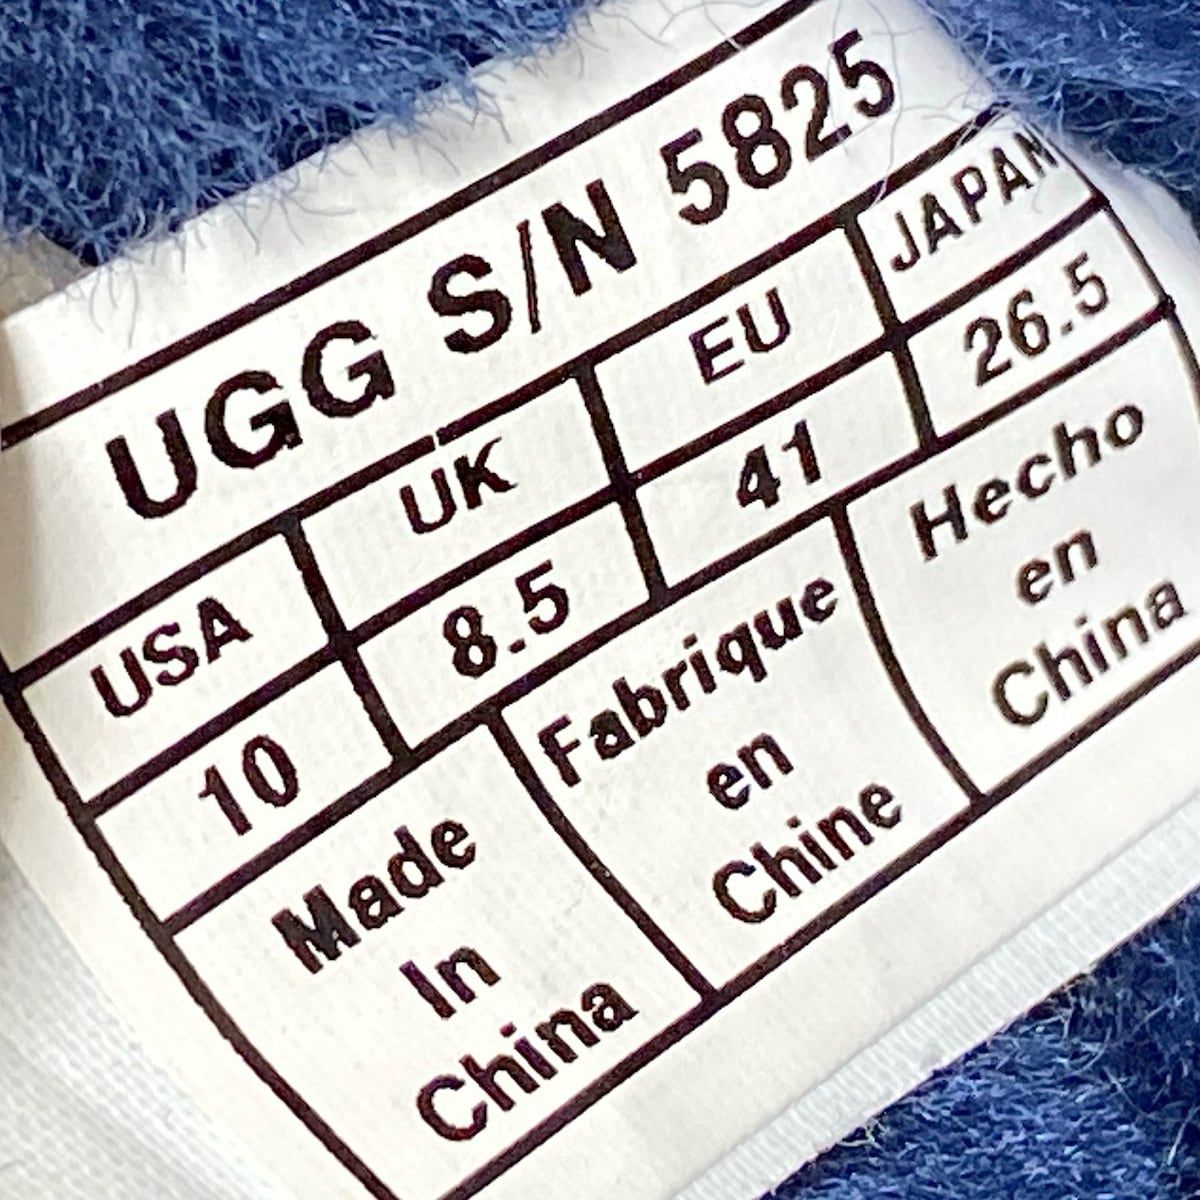 UGG S/N 5825
USA UK EU JAPAN
10 8.5 41 26.5
Made
In
China
Fabrique
en
Chine
Hecho
en
China